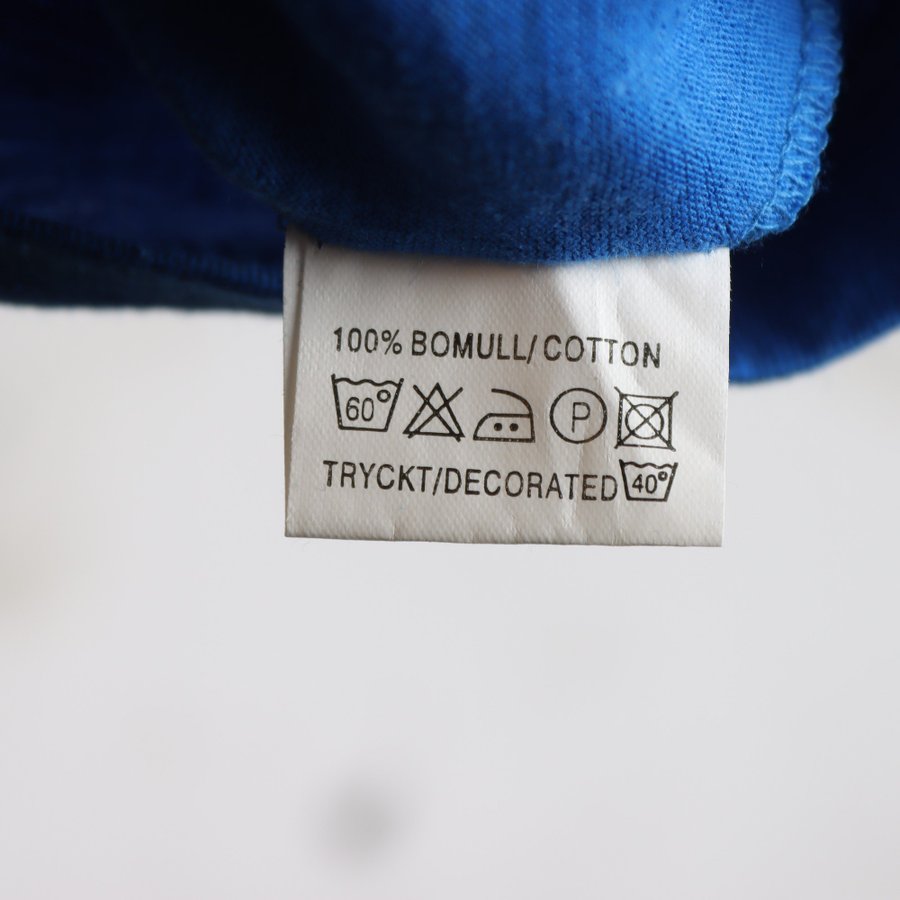 100% BOMULL/COTTON
60° P
TRYCKT/DECORATED 40°